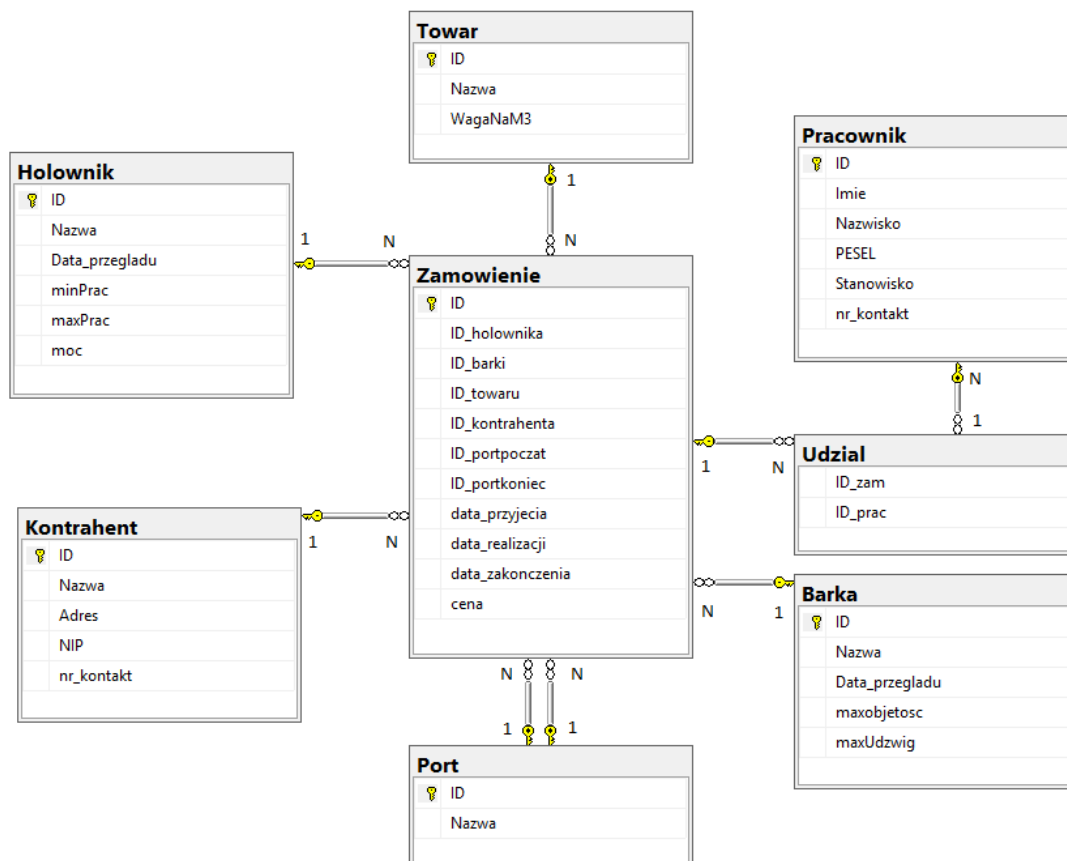 Towar
ID
Nazwa
WagaNaM3
1
N
Holownik
ID
Nazwa
Data_przegladu
minPrac
maxPrac
moc
1
N
Zamowienie
ID
ID_holownika
ID_barki
ID_towaru
ID_kontrahenta
ID_portpoczat
ID_portkoniec
data_przyjecia
data_realizacji
data_zakonczenia
cena
Pracownik
ID
Imie
Nazwisko
PESEL
Stanowisko
nr_kontakt
N
1
Udzial
ID_zam
ID_prac
1
N
Kontrahent
ID
Nazwa
Adres
NIP
nr_kontakt
1
N
Barka
ID
Nazwa
Data_przegladu
maxobjetosc
maxUdzwig
N
1
N
N
1
1
Port
ID
Nazwa